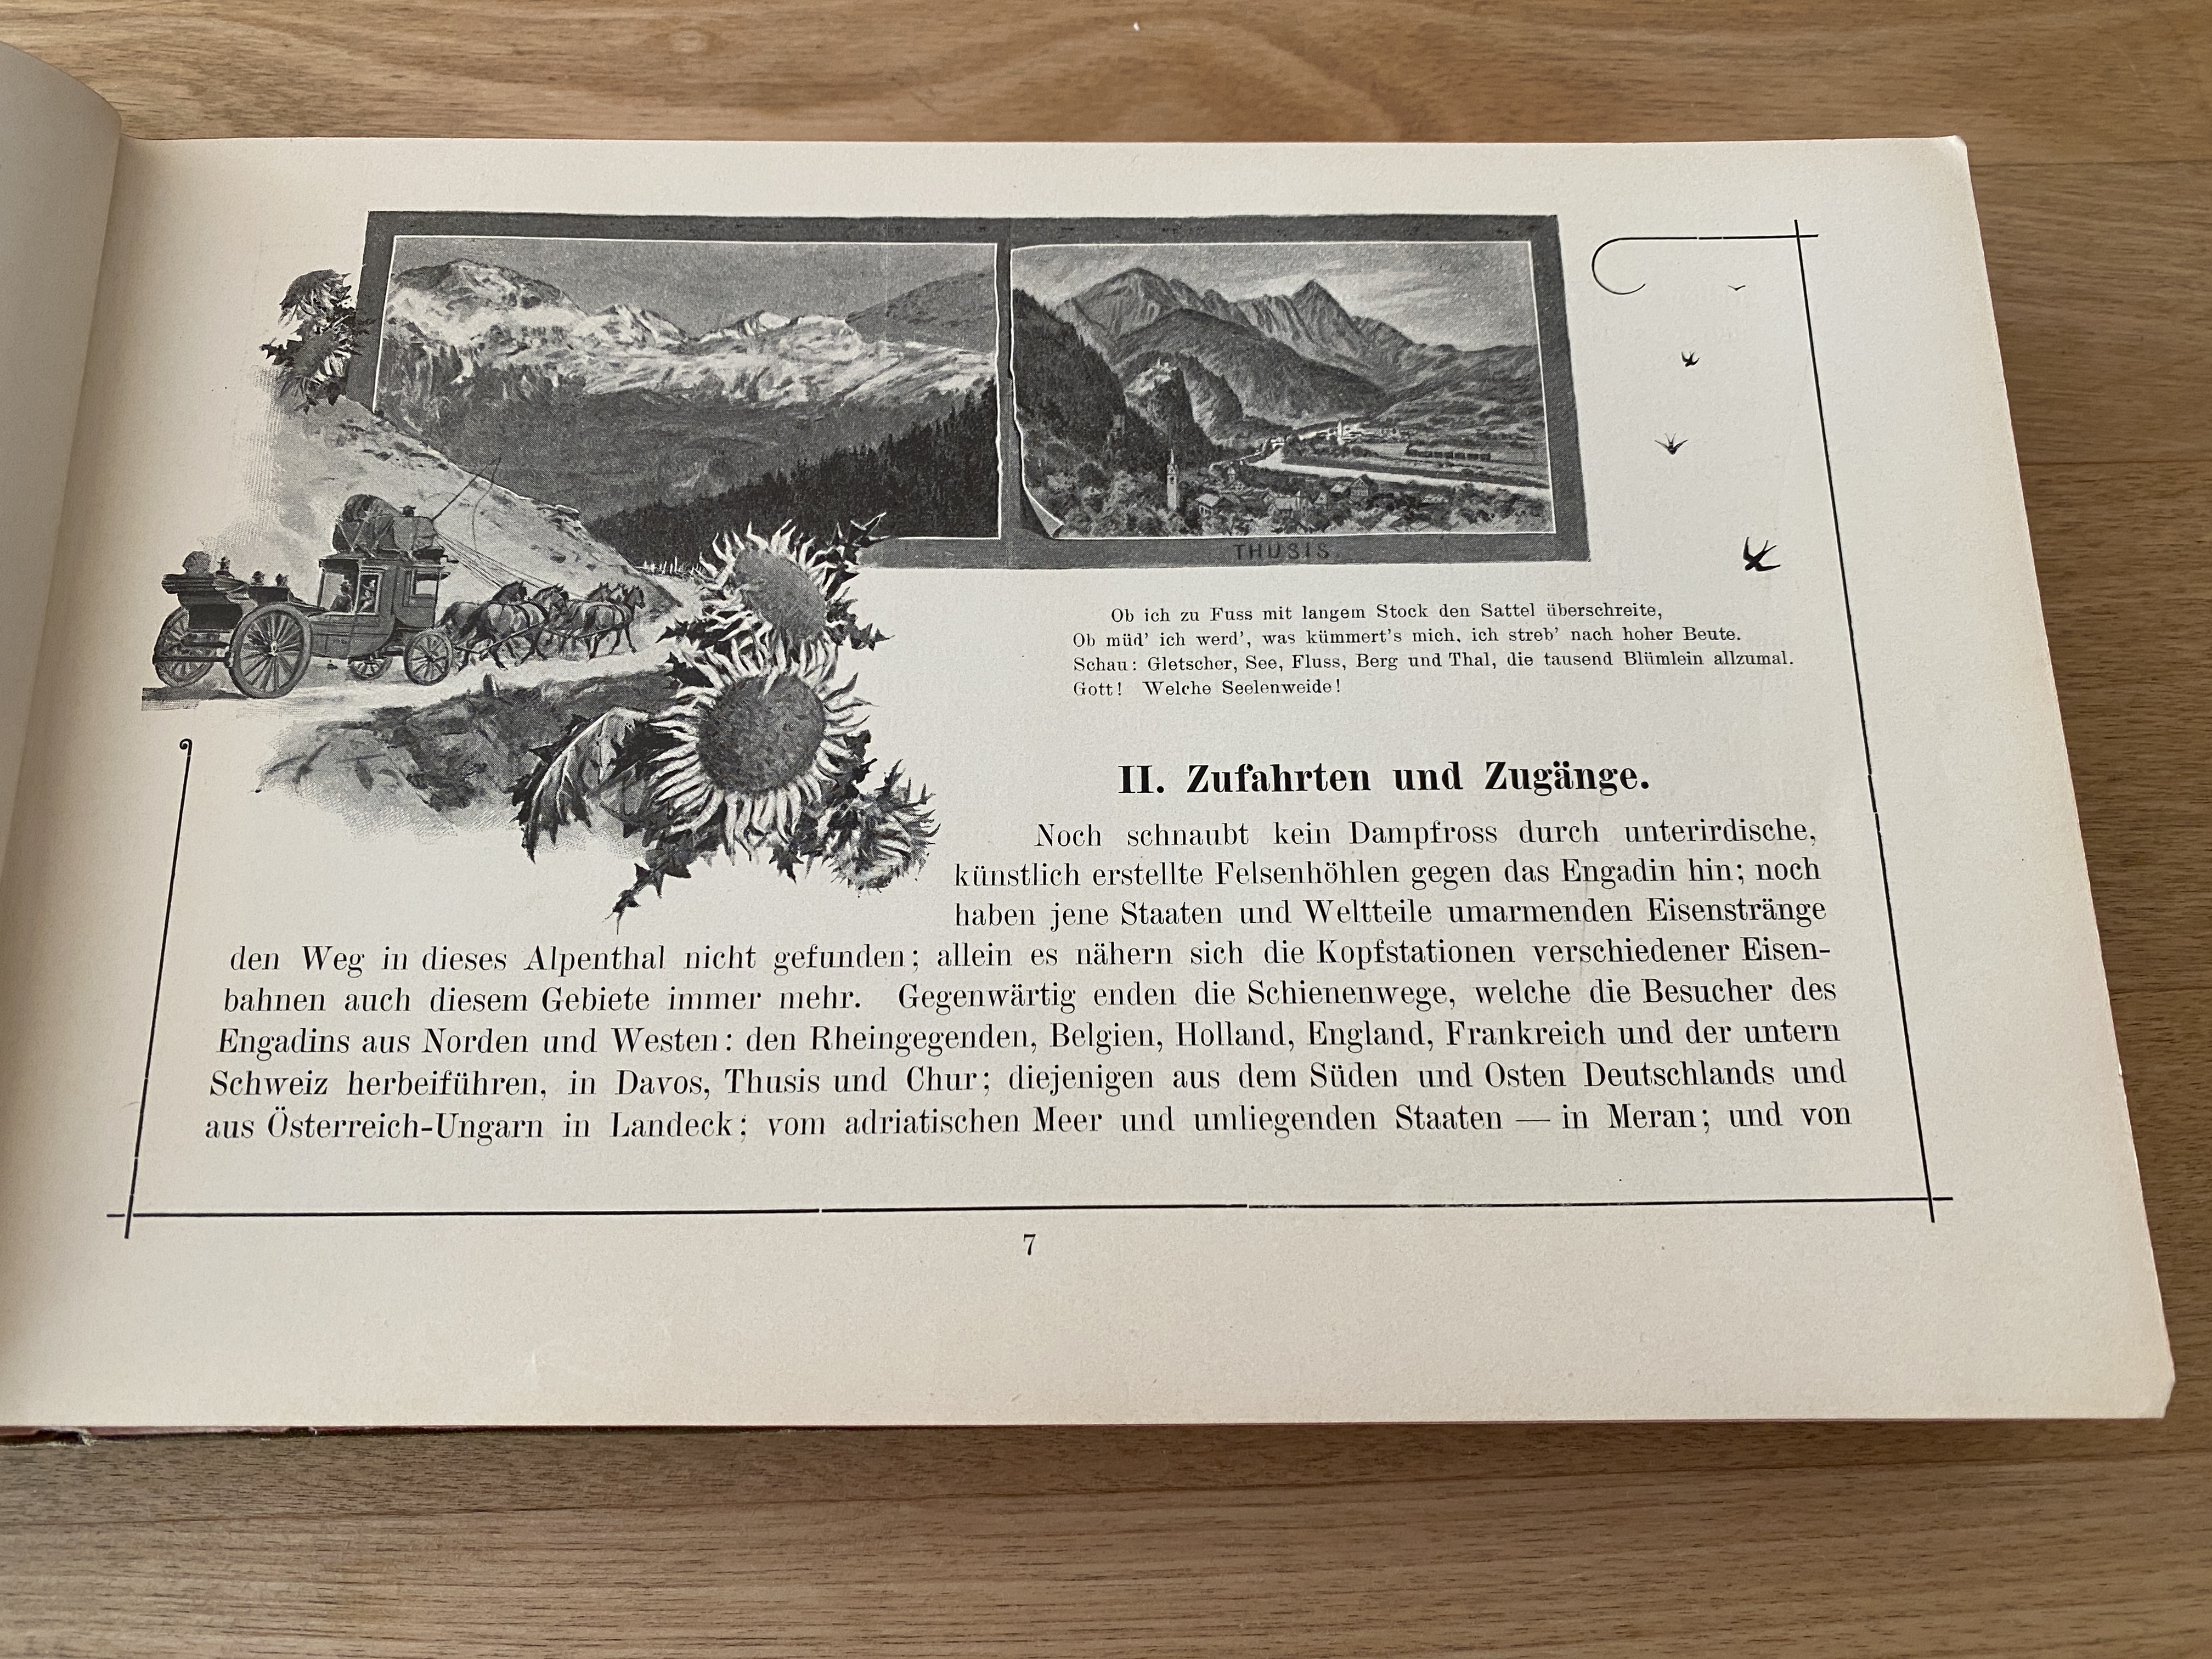 THUSIS.
Ob ich zu Fuss mit langem Stock den Sattel überschreite,
Ob müd' ich werd', was kümmert's mich, ich streb' nach hoher Beute.
Schau: Gletscher, See, Fluss, Berg und Thal, die tausend Blümlein allzumal.
Gott! Welche Seelenweide!
II. Zufahrten und Zugänge.
Noch schnaubt kein Dampfross durch unterirdische,
künstlich erstellte Felsenhöhlen gegen das Engadin hin; noch
haben jene Staaten und Weltteile umarmenden Eisenstränge
den Weg in dieses Alpenthal nicht gefunden; allein es nähern sich die Kopfstationen verschiedener Eisen-
bahnen auch diesem Gebiete immer mehr. Gegenwärtig enden die Schienenwege, welche die Besucher des
Engadins aus Norden und Westen: den Rheingegenden, Belgien, Holland, England, Frankreich und der untern
Schweiz herbeiführen, in Davos, Thusis und Chur; diejenigen aus dem Süden und Osten Deutschlands und
aus Österreich-Ungarn in Landeck; vom adriatischen Meer und umliegenden Staaten — in Meran; und von
7